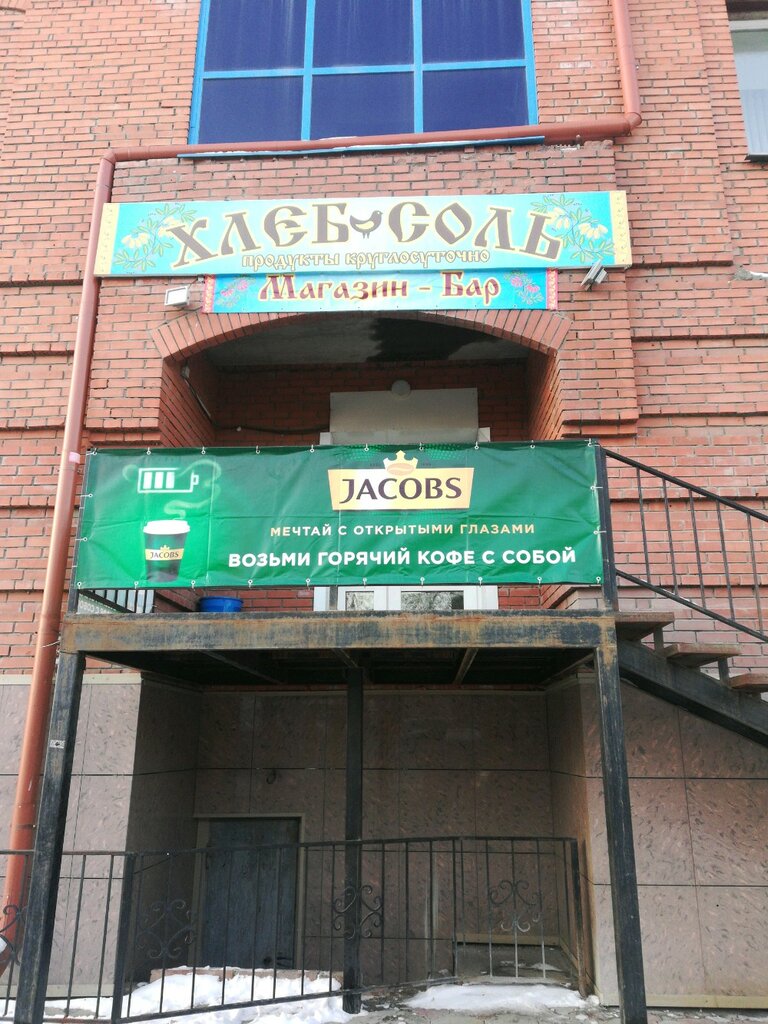 ХЛЕБ СОЛЬ
ПРОДУКТЫ КРУГЛОСУТОЧНО
Магазин - Бар
JACOBS
МЕЧТАЙ С ОТКРЫТЫМИ ГЛАЗАМИ
ВОЗЬМИ ГОРЯЧИЙ КОФЕ С СОБОЙ
JACOBS